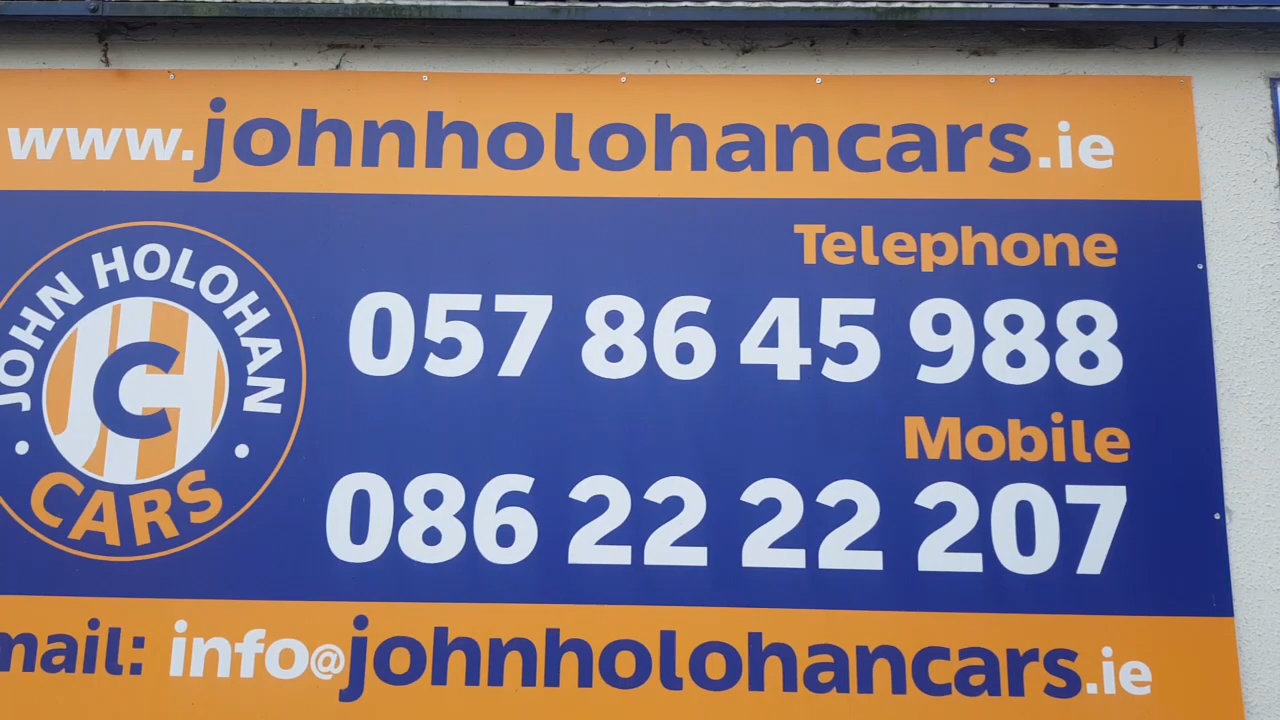 www.johnholohancars.ie
Telephone
JOHN HOLOHAN
JHC
CARS
057 86 45 988
Mobile
086 22 22 207
mail: info@johnholohancars.ie